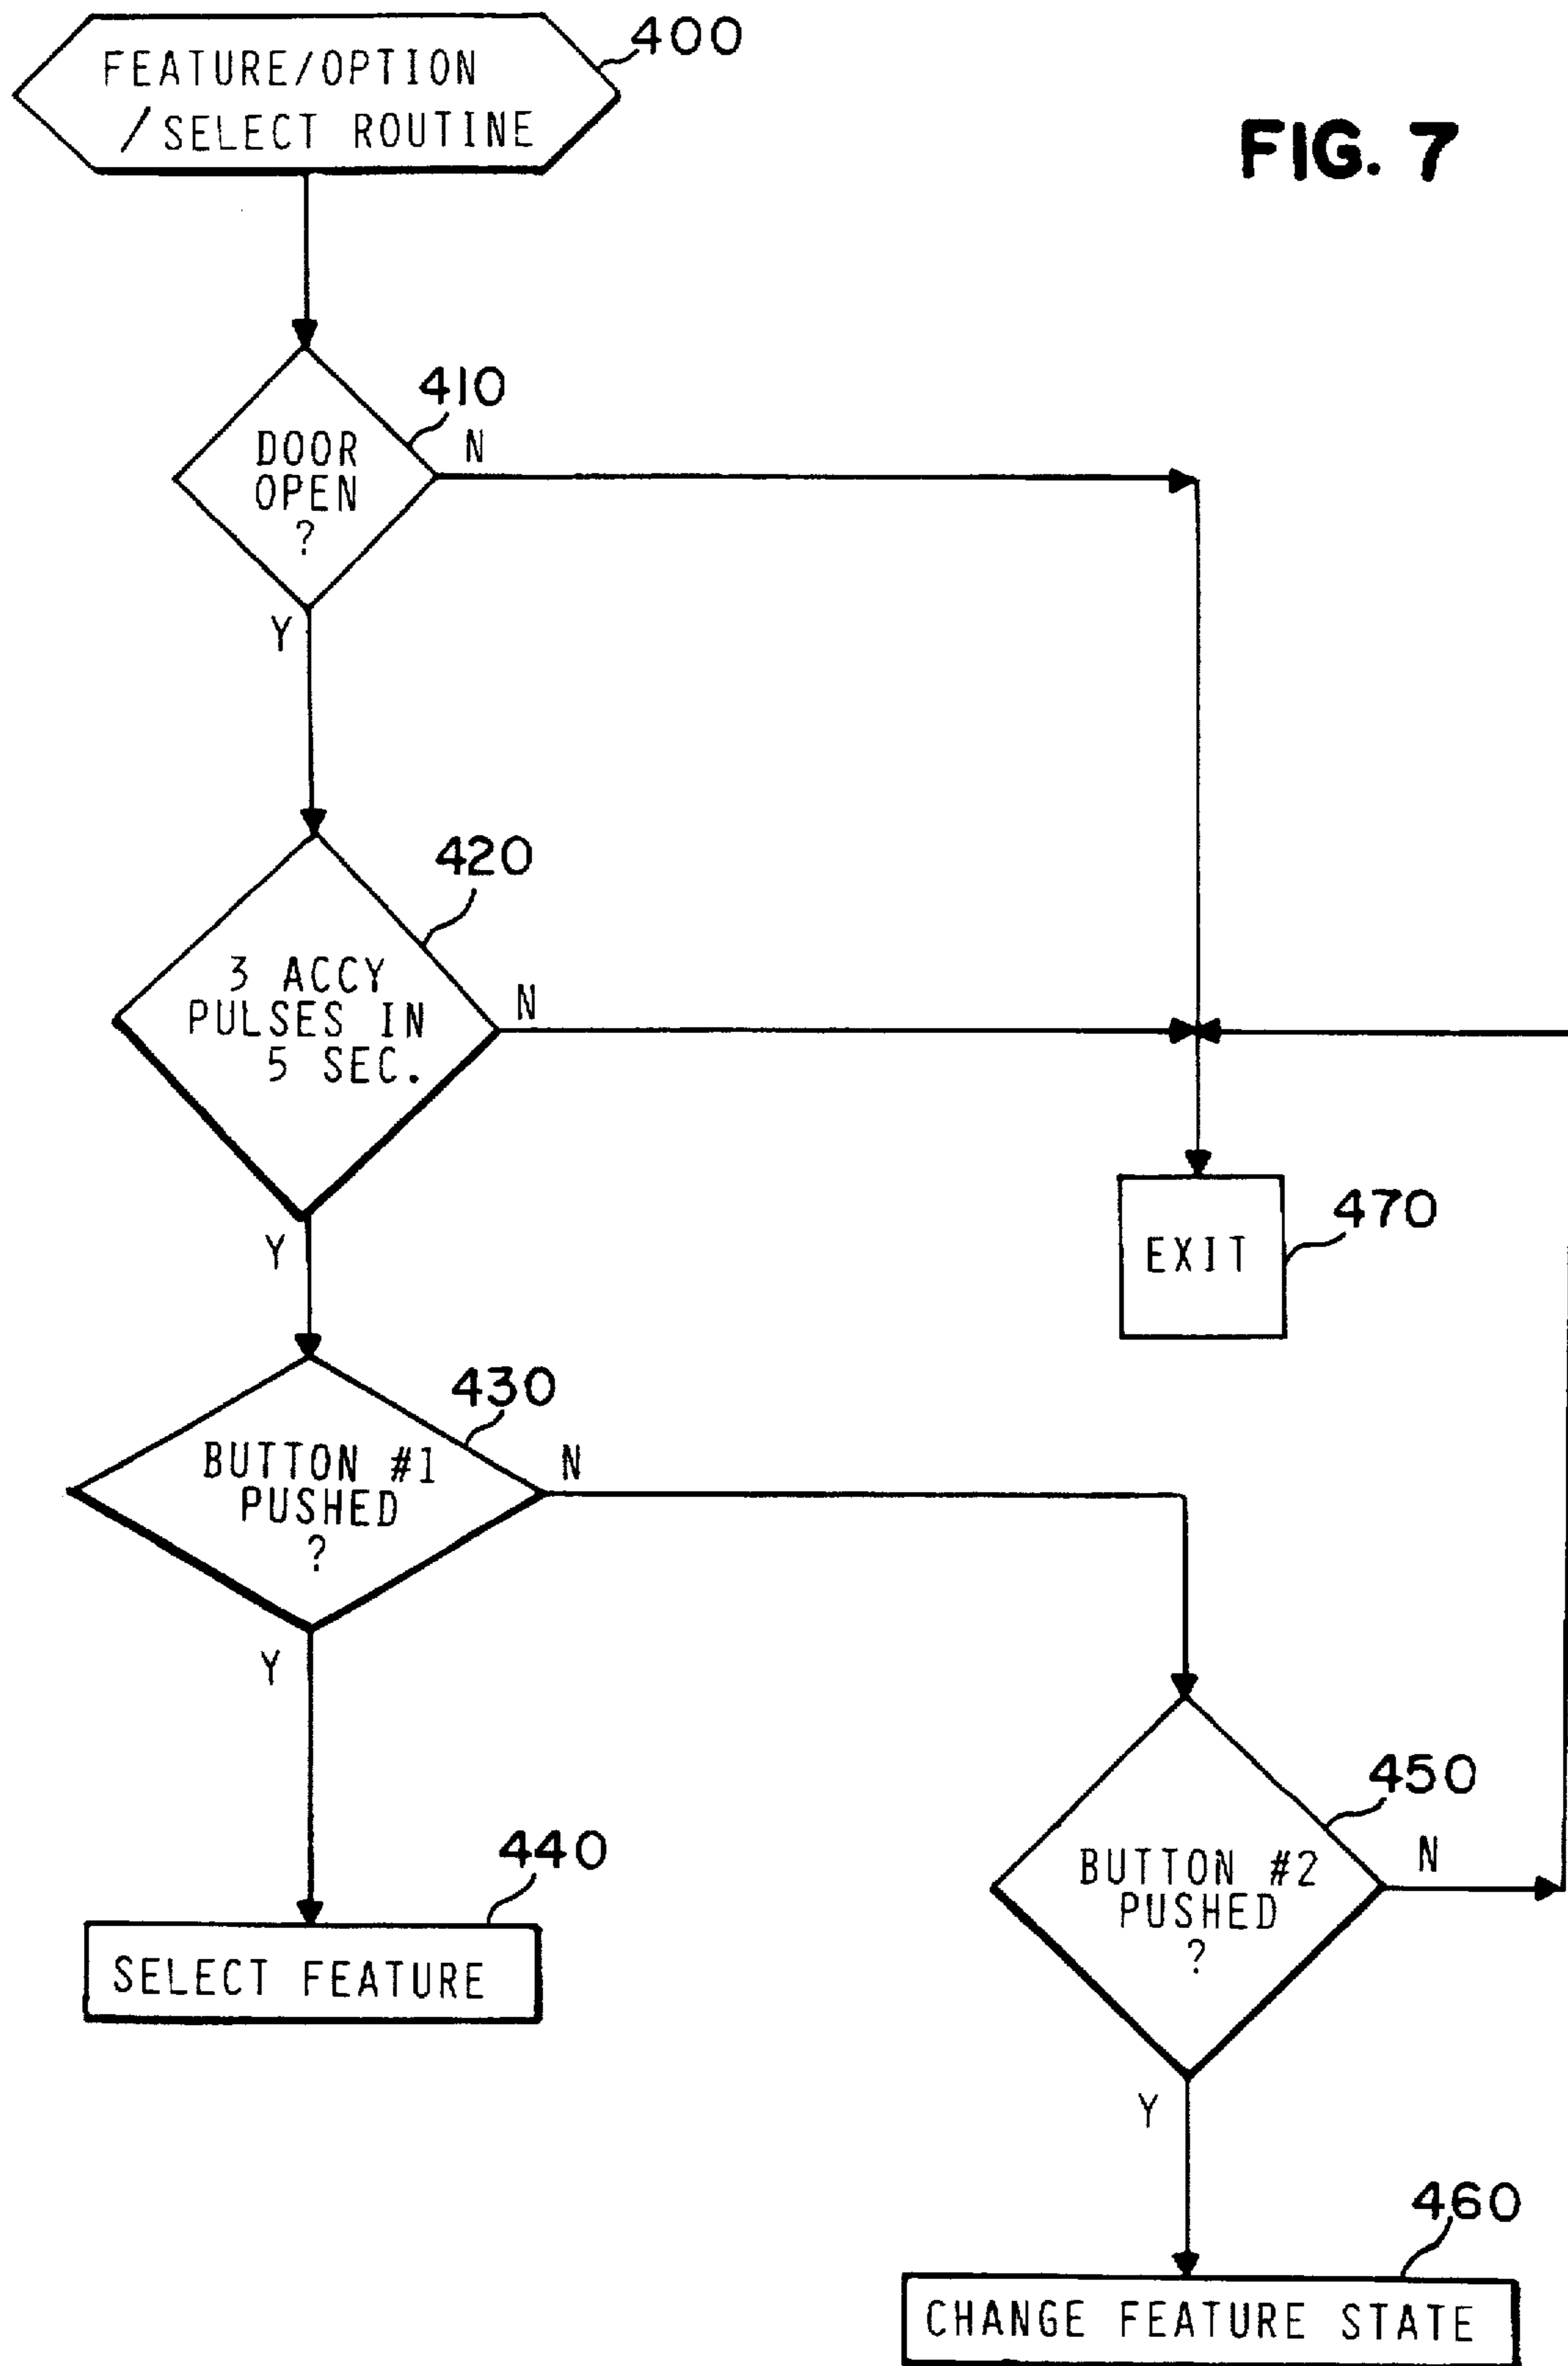 400
FEATURE/OPTION
/SELECT ROUTINE
FIG. 7
410
DOOR
OPEN
?
N
Y
420
3 ACCY
PULSES IN
5 SEC.
N
Y
EXIT
470
430
BUTTON #1
PUSHED
?
N
Y
440
SELECT FEATURE
450
BUTTON #2
PUSHED
?
N
Y
460
CHANGE FEATURE STATE